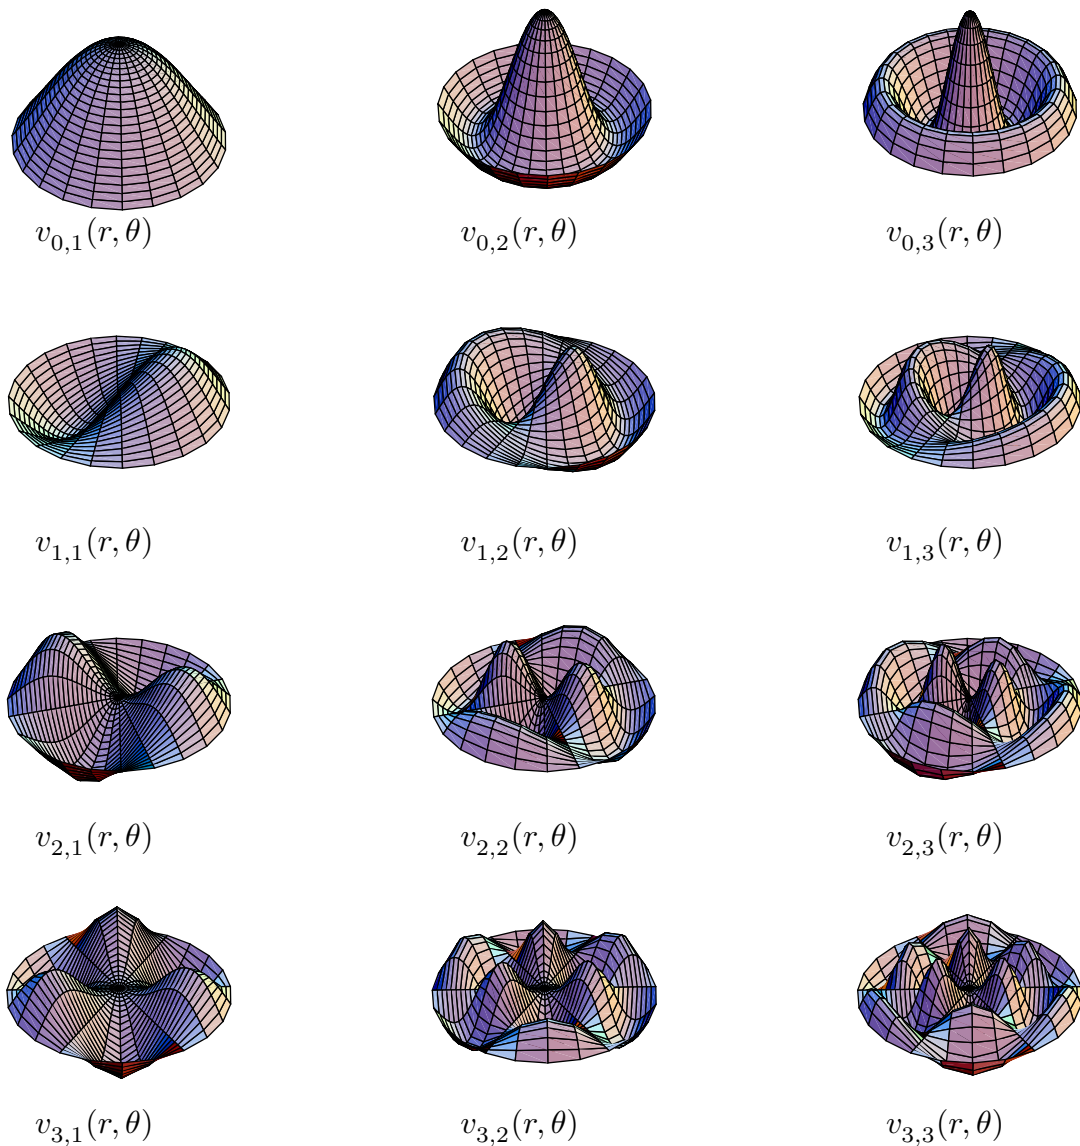 v_{0,1}(r, θ) v_{0,2}(r, θ) v_{0,3}(r, θ)
v_{1,1}(r, θ) v_{1,2}(r, θ) v_{1,3}(r, θ)
v_{2,1}(r, θ) v_{2,2}(r, θ) v_{2,3}(r, θ)
v_{3,1}(r, θ) v_{3,2}(r, θ) v_{3,3}(r, θ)